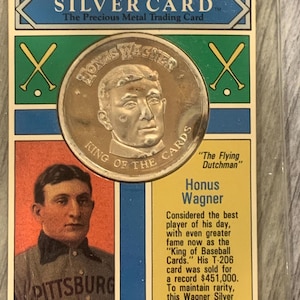 SILVERCARD
The Precious Metal Trading Card
HONUS WAGNER
KING OF THE CARDS
PITTSBURG
"The Flying
Dutchman"
Honus
Wagner
Considered the best
player of his day,
with even greater
fame now as the
"King of Baseball
Cards." His T-206
card was sold for
a record $451,000.
To maintain rarity,
this Wagner Silver